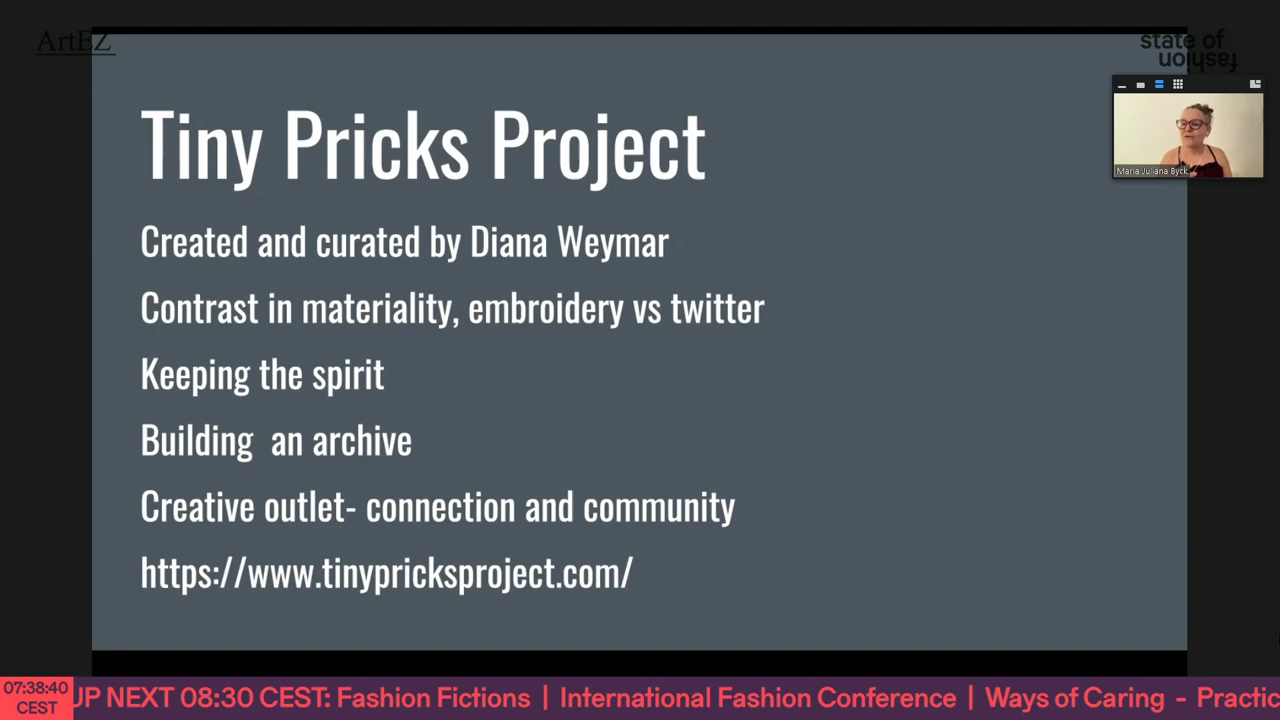 ArtEZ
state of
fashion
Maria Juliana Byck
Tiny Pricks Project
Created and curated by Diana Weymar
Contrast in materiality, embroidery vs twitter
Keeping the spirit
Building  an archive
Creative outlet- connection and community
https://www.tinypricksproject.com/
07:38:40
CEST
UP NEXT 08:30 CEST: Fashion Fictions | International Fashion Conference | Ways of Caring - Practic